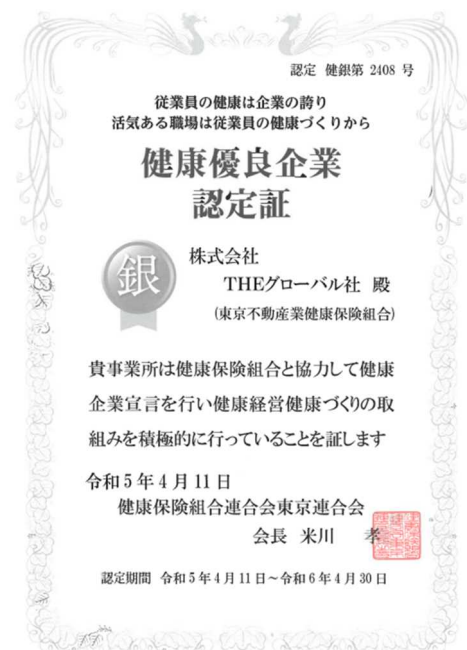 認定 健銀第 2408 号
従業員の健康は企業の誇り
活気ある職場は従業員の健康づくりから
健康優良企業
認定証
銀
株式会社
THEグローバル社 殿
(東京不動産業健康保険組合)
貴事業所は健康保険組合と協力して健康
企業宣言を行い健康経営健康づくりの取
組みを積極的に行っていることを証します
令和5年4月11日
健康保険組合連合会東京連合会
会長 米川 孝
認定期間 令和5年4月11日～令和6年4月30日